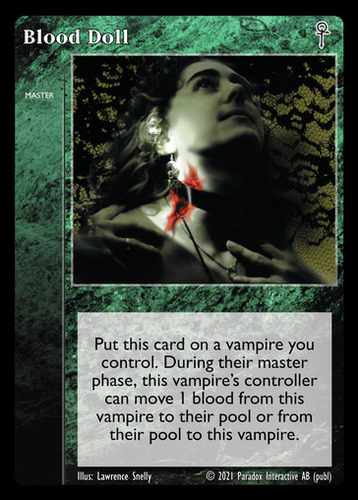 Blood Doll
MASTER
Put this card on a vampire you
control. During their master
phase, this vampire's controller
can move 1 blood from this
vampire to their pool or from
their pool to this vampire.
Illus: Lawrence Snelly © 2021 Paradox Interactive AB (publ)